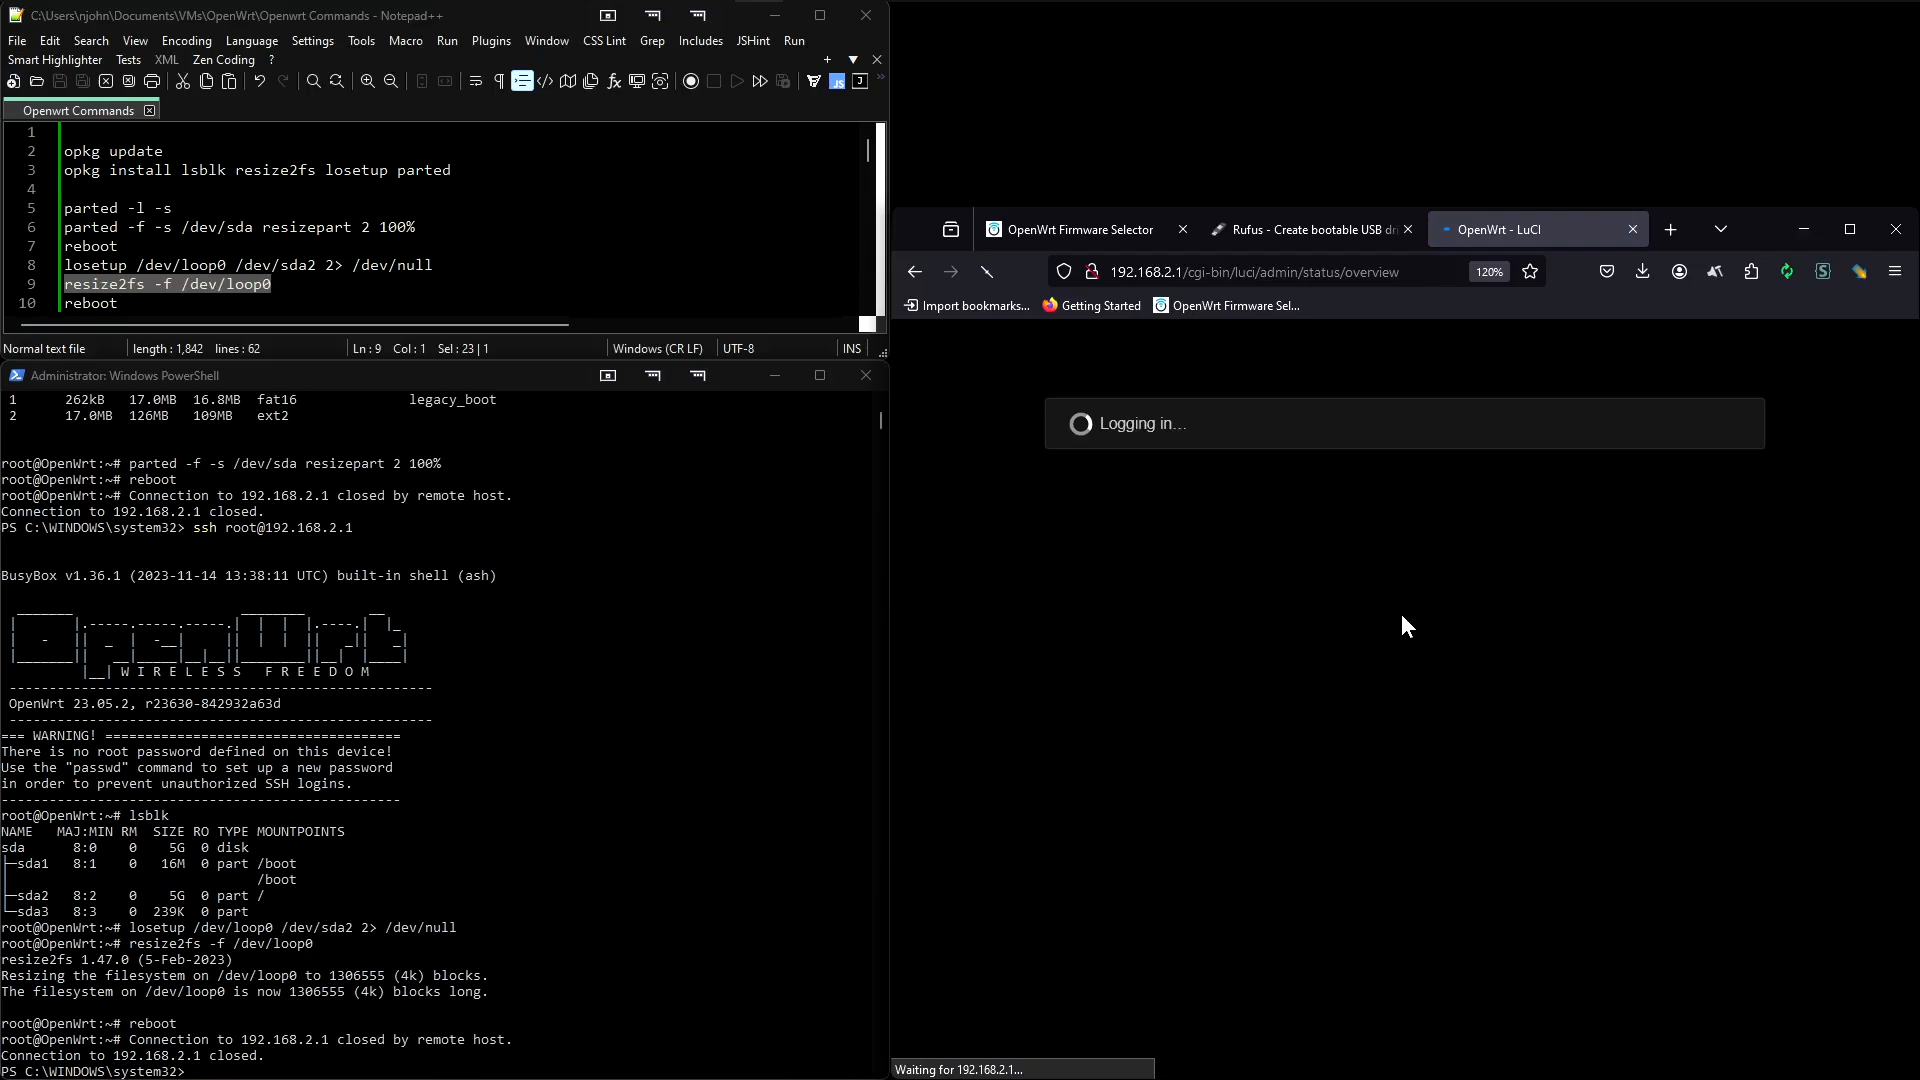 C:\Users\njohn\Documents\VMs\OpenWrt\Openwrt Commands - Notepad++
File Edit Search View Encoding Language Settings Tools Macro Run Plugins Window CSS Lint Grep Includes JSHint Run
Smart Highlighter Tests XML Zen Coding ?
Openwrt Commands
1
2 opkg update
3 opkg install lsblk resize2fs losetup parted
4
5 parted -l -s
6 parted -f -s /dev/sda resizepart 2 100%
7 reboot
8 losetup /dev/loop0 /dev/sda2 2> /dev/null
9 resize2fs -f /dev/loop0
10 reboot
Normal text file length : 1,842 lines : 62 Ln : 9 Col : 1 Sel : 23 | 1 Windows (CR LF) UTF-8 INS
Administrator: Windows PowerShell
1 262kB 17.0MB 16.8MB fat16 legacy_boot
2 17.0MB 126MB 109MB ext2
root@OpenWrt:~# parted -f -s /dev/sda resizepart 2 100%
root@OpenWrt:~# reboot
root@OpenWrt:~# Connection to 192.168.2.1 closed by remote host.
Connection to 192.168.2.1 closed.
PS C:\WINDOWS\system32> ssh root@192.168.2.1
BusyBox v1.36.1 (2023-11-14 13:38:11 UTC) built-in shell (ash)
OpenWrt
W I R E L E S S F R E E D O M
-----------------------------------------------------
OpenWrt 23.05.2, r23630-842932a63d
-----------------------------------------------------
=== WARNING! =====================================
There is no root password defined on this device!
Use the "passwd" command to set up a new password
in order to prevent unauthorized SSH logins.
--------------------------------------------------
root@OpenWrt:~# lsblk
NAME MAJ:MIN RM SIZE RO TYPE MOUNTPOINTS
sda 8:0 0 5G 0 disk
├─sda1 8:1 0 16M 0 part /boot
│ /boot
├─sda2 8:2 0 5G 0 part /
└─sda3 8:3 0 239K 0 part
root@OpenWrt:~# losetup /dev/loop0 /dev/sda2 2> /dev/null
root@OpenWrt:~# resize2fs -f /dev/loop0
resize2fs 1.47.0 (5-Feb-2023)
Resizing the filesystem on /dev/loop0 to 1306555 (4k) blocks.
The filesystem on /dev/loop0 is now 1306555 (4k) blocks long.
root@OpenWrt:~# reboot
root@OpenWrt:~# Connection to 192.168.2.1 closed by remote host.
Connection to 192.168.2.1 closed.
PS C:\WINDOWS\system32>
OpenWrt Firmware Selector Rufus - Create bootable USB dri OpenWrt - LuCI
192.168.2.1/cgi-bin/luci/admin/status/overview 120%
Import bookmarks... Getting Started OpenWrt Firmware Sel...
Logging in…
Waiting for 192.168.2.1...